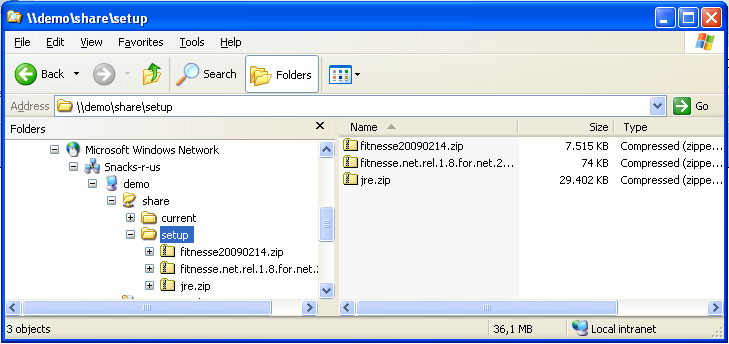 \\demo\share\setup
File Edit View Favorites Tools Help
Back Search Folders
Address \\demo\share\setup Go
Folders
Microsoft Windows Network
Snacks-r-us
demo
share
current
setup
fitnesse20090214.zip
fitnesse.net.rel.1.8.for.net.2
jre.zip
Name Size Type
fitnesse20090214.zip 7.515 KB Compressed (zippe...
fitnesse.net.rel.1.8.for.net.2... 74 KB Compressed (zippe...
jre.zip 29.402 KB Compressed (zippe...
3 objects 36,1 MB Local intranet